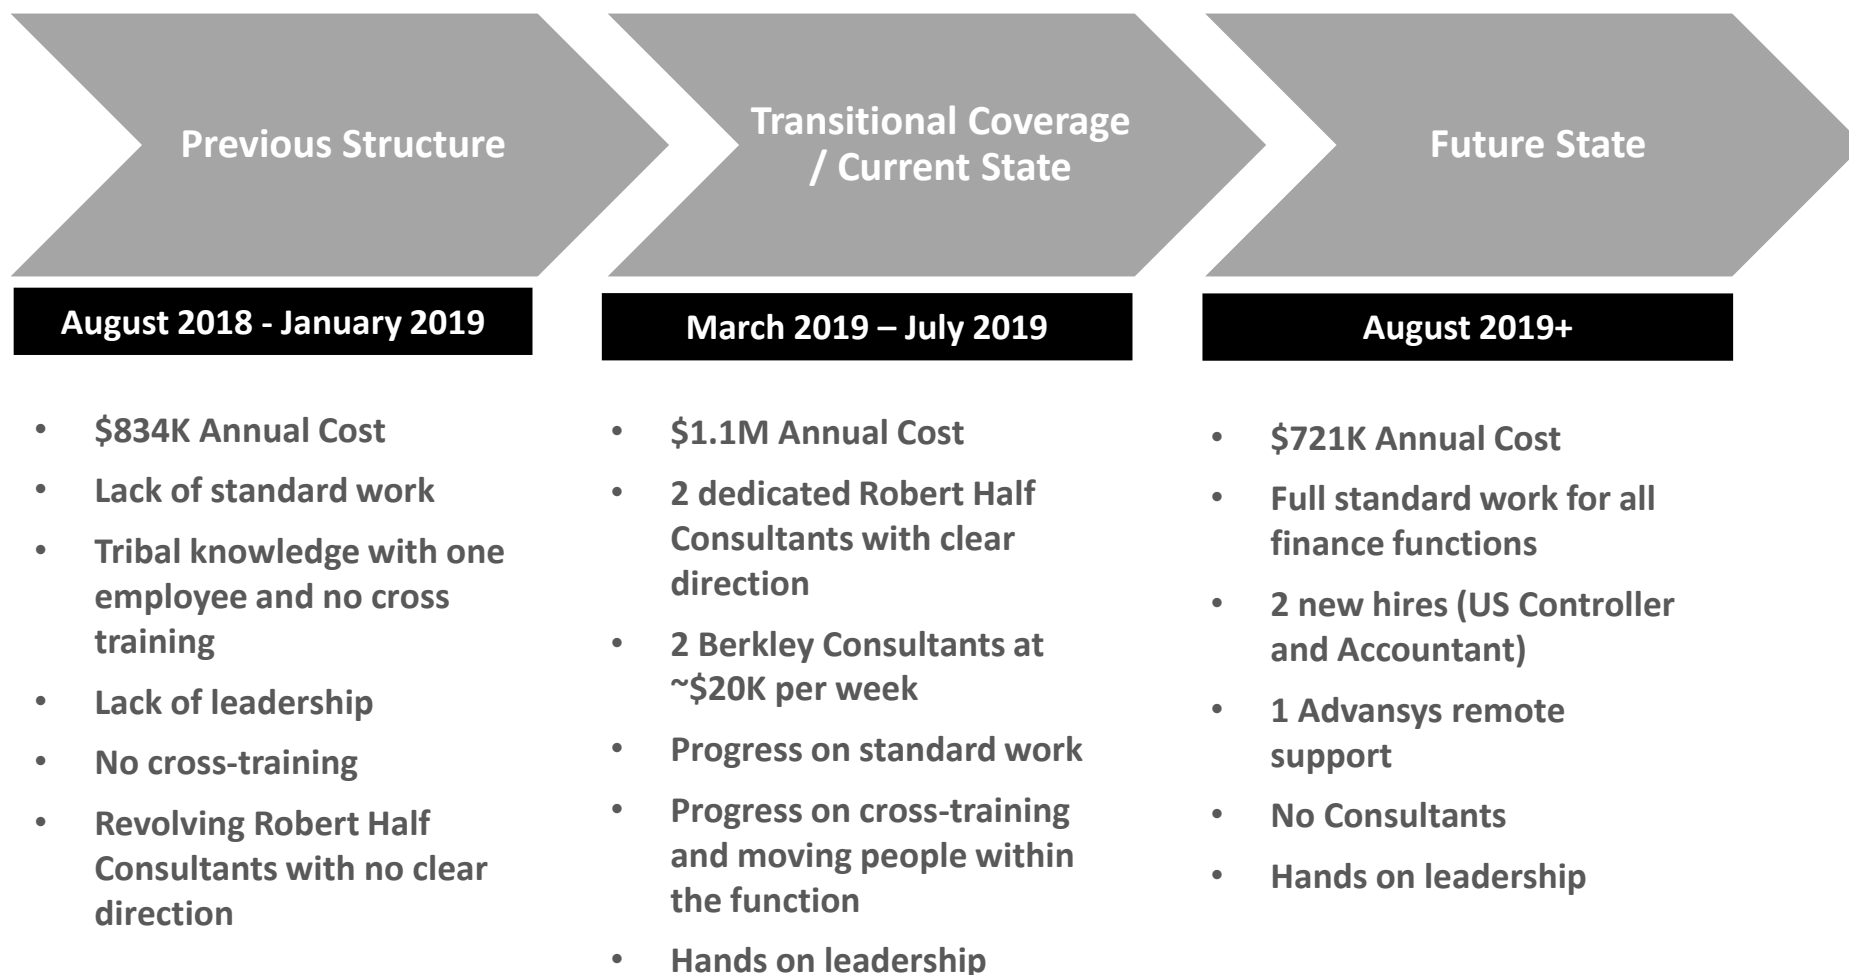 Previous Structure
August 2018 - January 2019
• $834K Annual Cost
• Lack of standard work
• Tribal knowledge with one
employee and no cross
training
• Lack of leadership
• No cross-training
• Revolving Robert Half
Consultants with no clear
direction
Transitional Coverage
/ Current State
March 2019 – July 2019
• $1.1M Annual Cost
• 2 dedicated Robert Half
Consultants with clear
direction
• 2 Berkley Consultants at
~$20K per week
• Progress on standard work
• Progress on cross-training
and moving people within
the function
• Hands on leadership
Future State
August 2019+
• $721K Annual Cost
• Full standard work for all
finance functions
• 2 new hires (US Controller
and Accountant)
• 1 Advansys remote
support
• No Consultants
• Hands on leadership